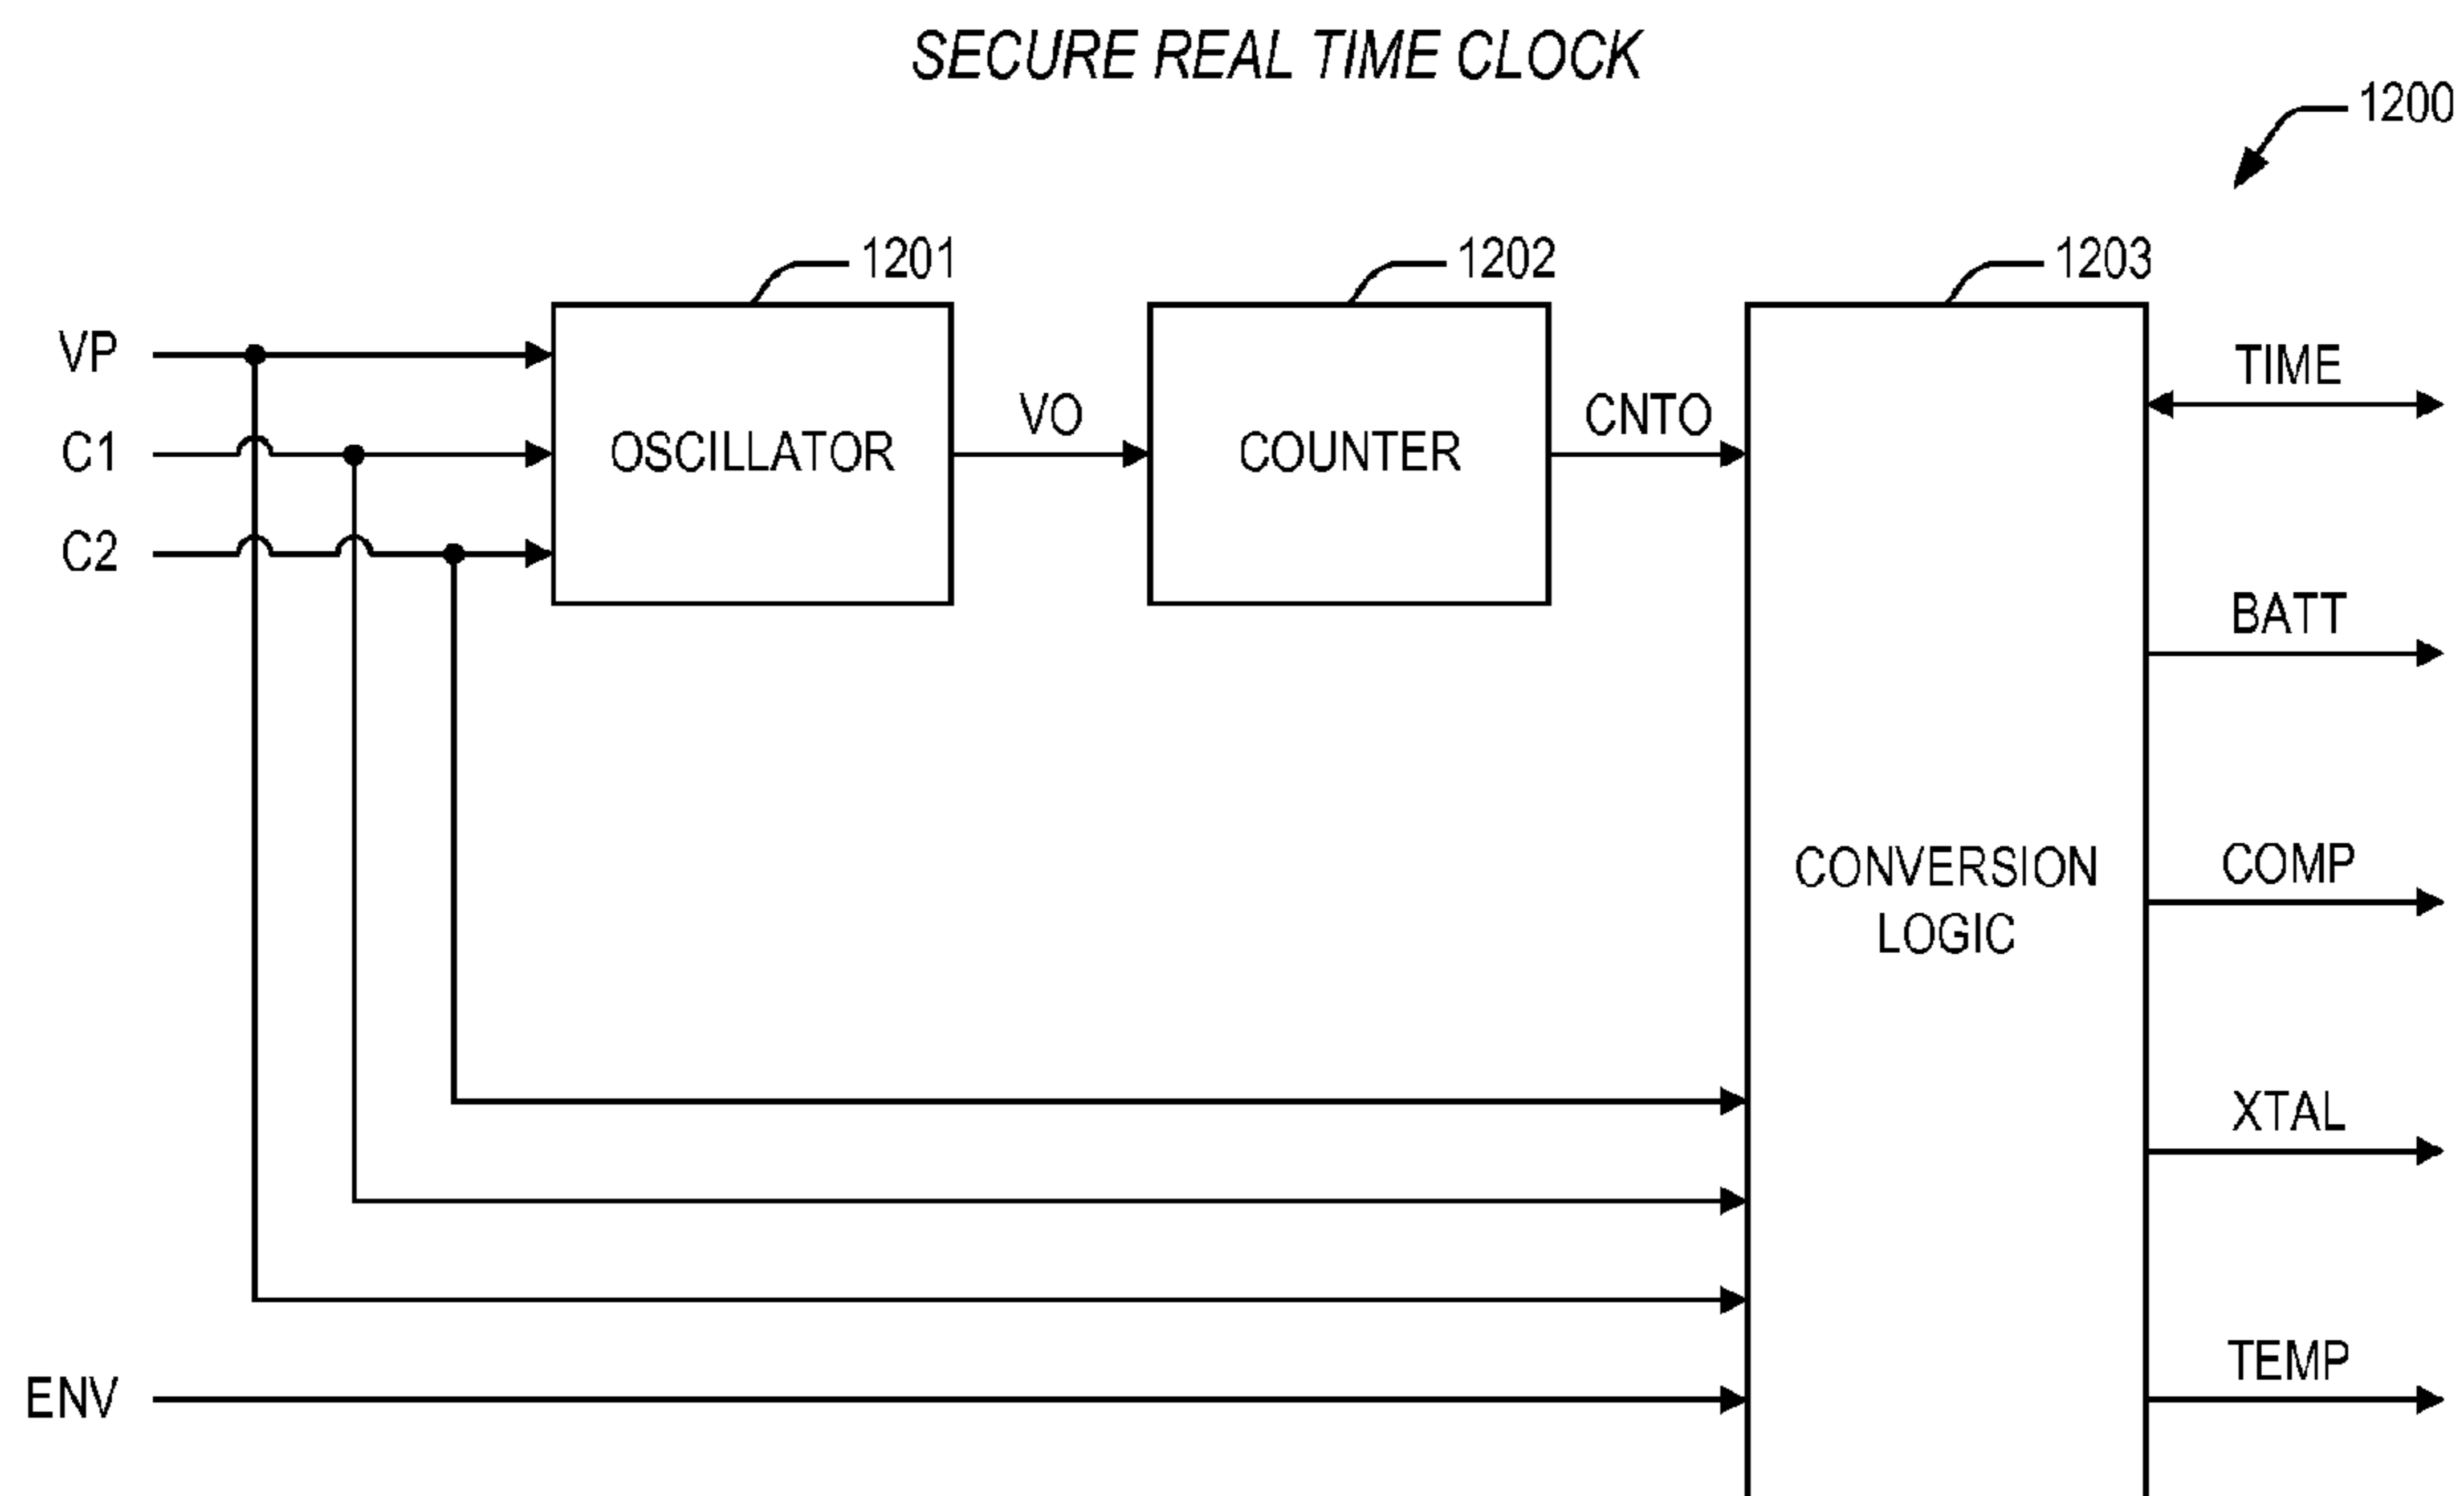 SECURE REAL TIME CLOCK
1200
1201
1202
1203
VP
C1
C2
OSCILLATOR
VO
COUNTER
CNTO
TIME
BATT
CONVERSION
LOGIC
COMP
XTAL
TEMP
ENV